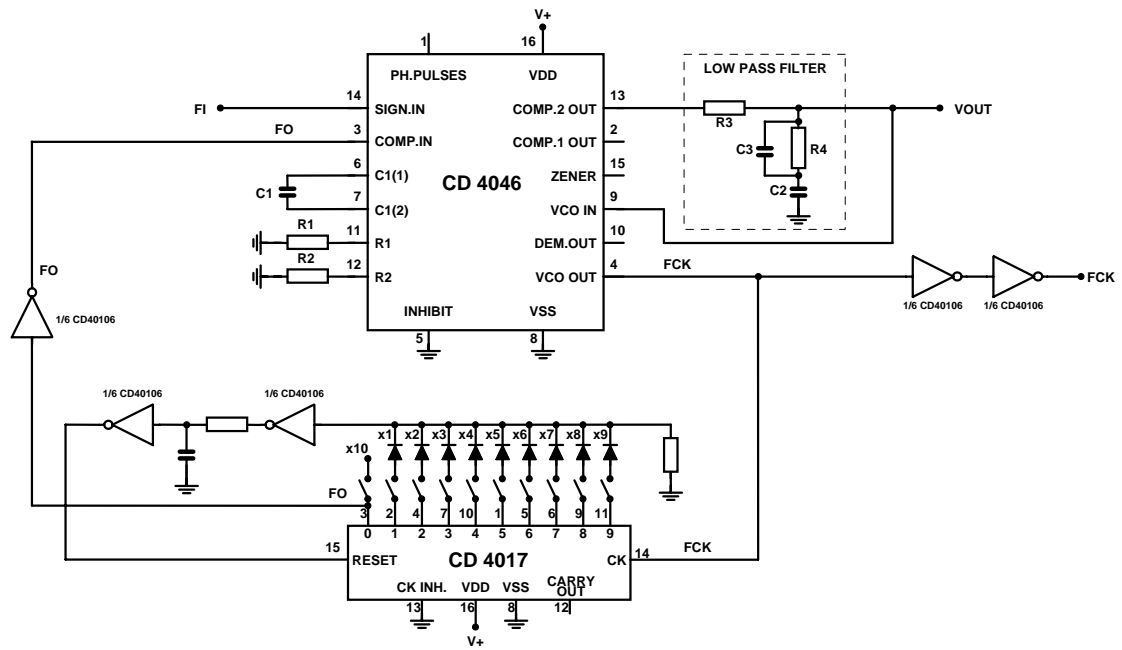 V+
1
16
PH.PULSES
VDD
LOW PASS FILTER
FI
14
SIGN.IN
COMP.2 OUT
13
R3
VOUT
FO
3
COMP.IN
COMP.1 OUT
2
C3
R4
C1
6
C1(1)
CD 4046
ZENER
15
7
C1(2)
VCO IN
9
C2
R1
11
R1
DEM.OUT
10
R2
12
R2
VCO OUT
4
FCK
FCK
FO
1/6 CD40106
1/6 CD40106
1/6 CD40106
INHIBIT
VSS
5
8
1/6 CD40106
1/6 CD40106
x1
x2
x3
x4
x5
x6
x7
x8
x9
x10
FO
3
2
4
7
10
1
5
6
9
11
0
1
2
3
4
5
6
7
8
9
15
RESET
CD 4017
CK
14
FCK
CK INH.
VDD
VSS
CARRY
OUT
13
16
8
12
V+